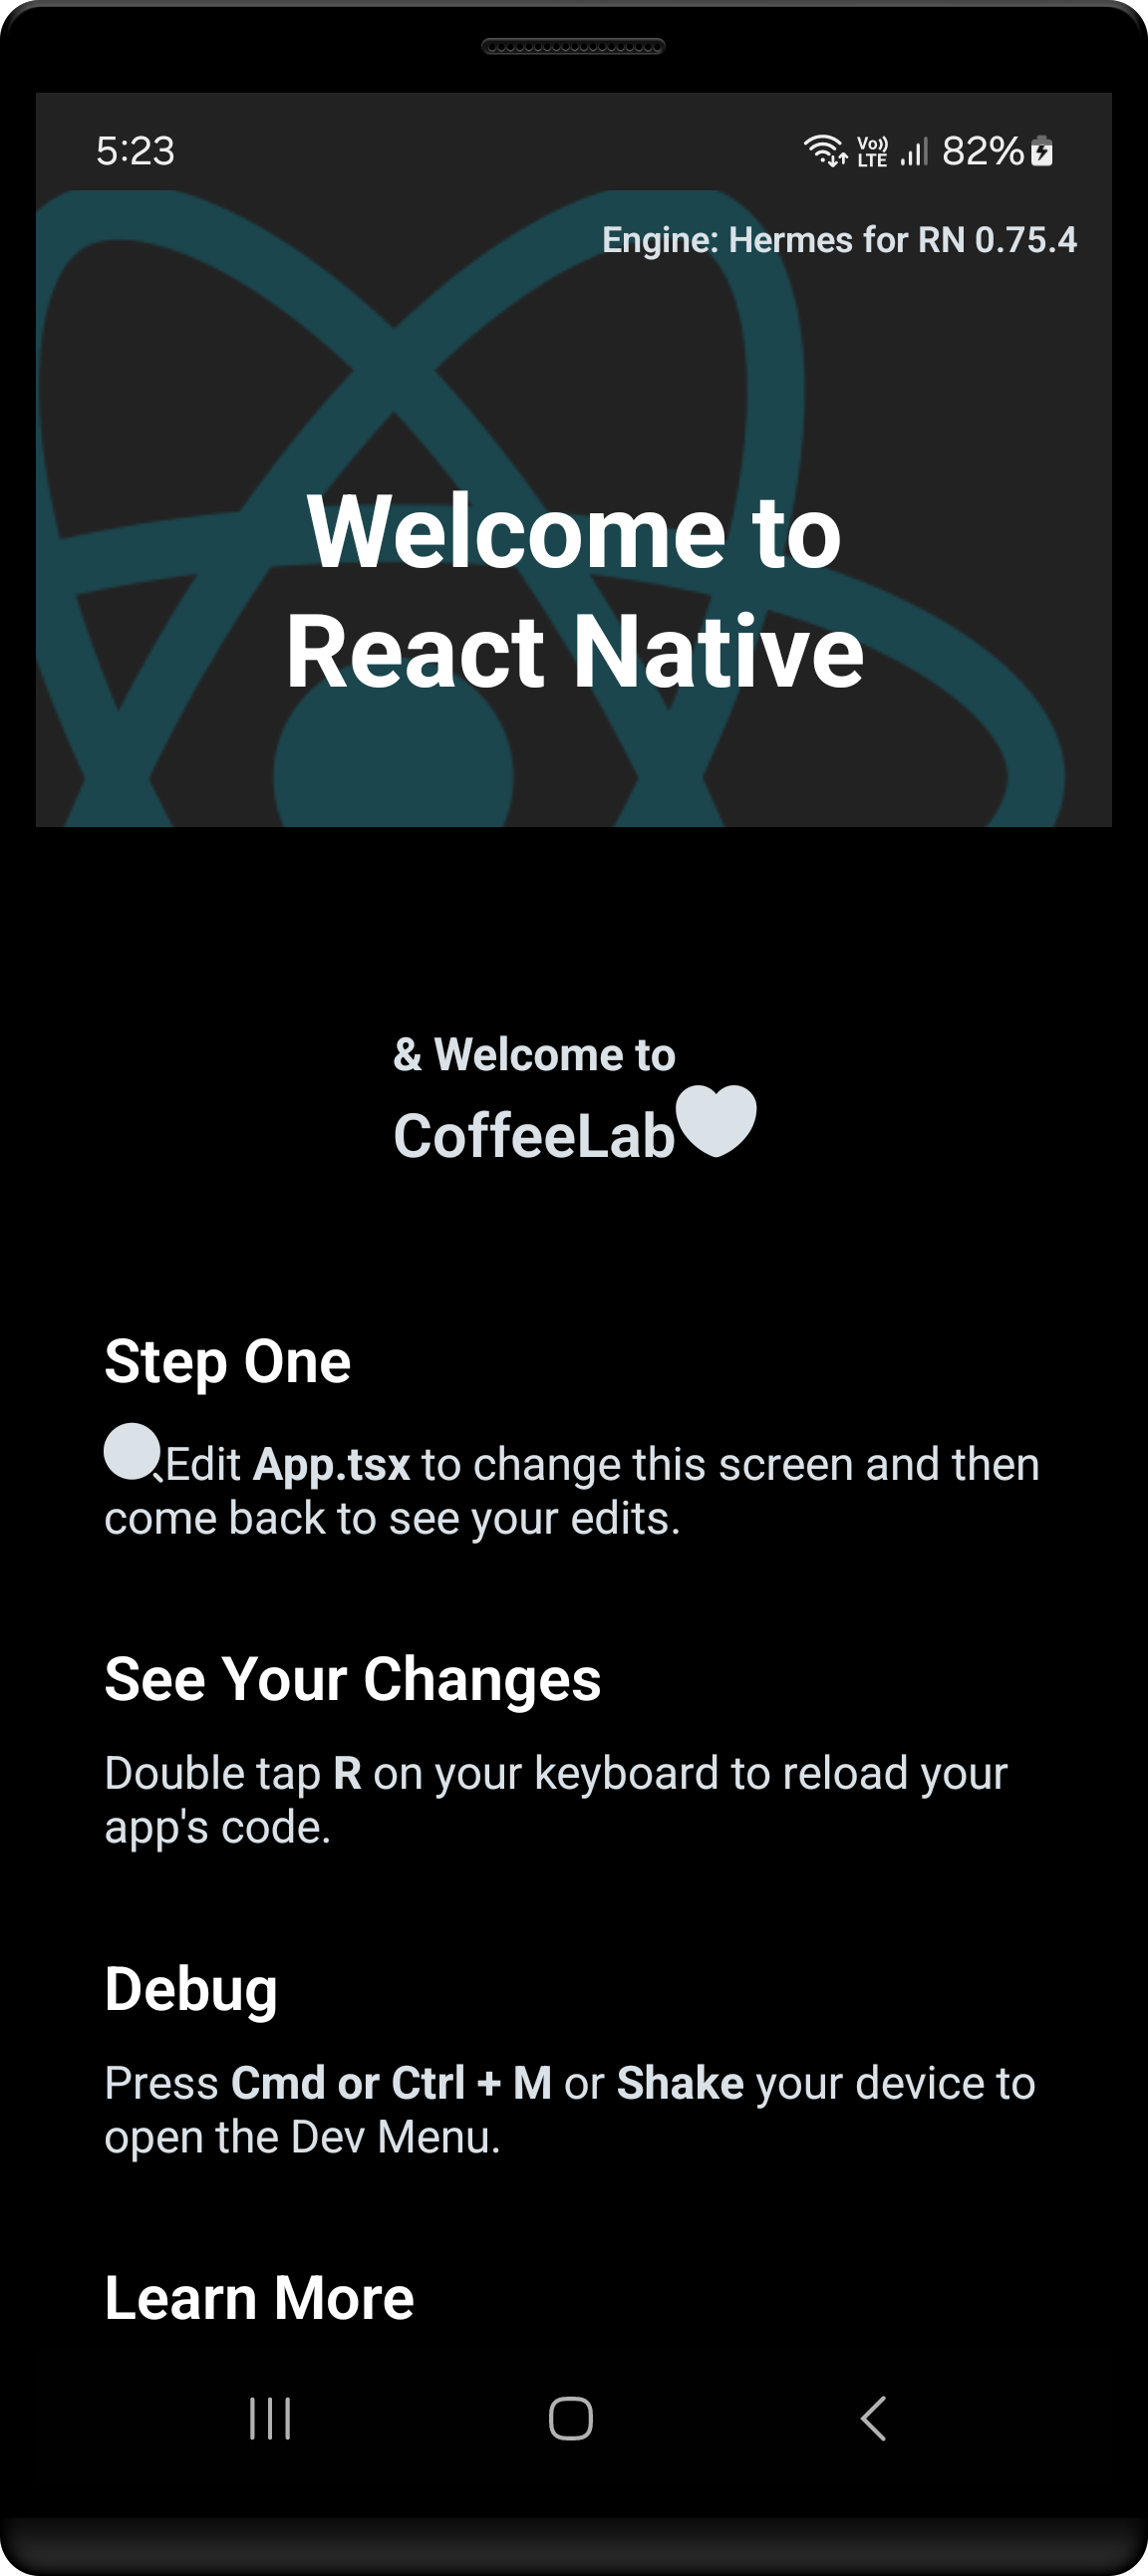 5:23
Vo)) LTE 82%
Engine: Hermes for RN 0.75.4
Welcome to
React Native
& Welcome to
CoffeeLab
Step One
Edit App.tsx to change this screen and then
come back to see your edits.
See Your Changes
Double tap R on your keyboard to reload your
app's code.
Debug
Press Cmd or Ctrl + M or Shake your device to
open the Dev Menu.
Learn More